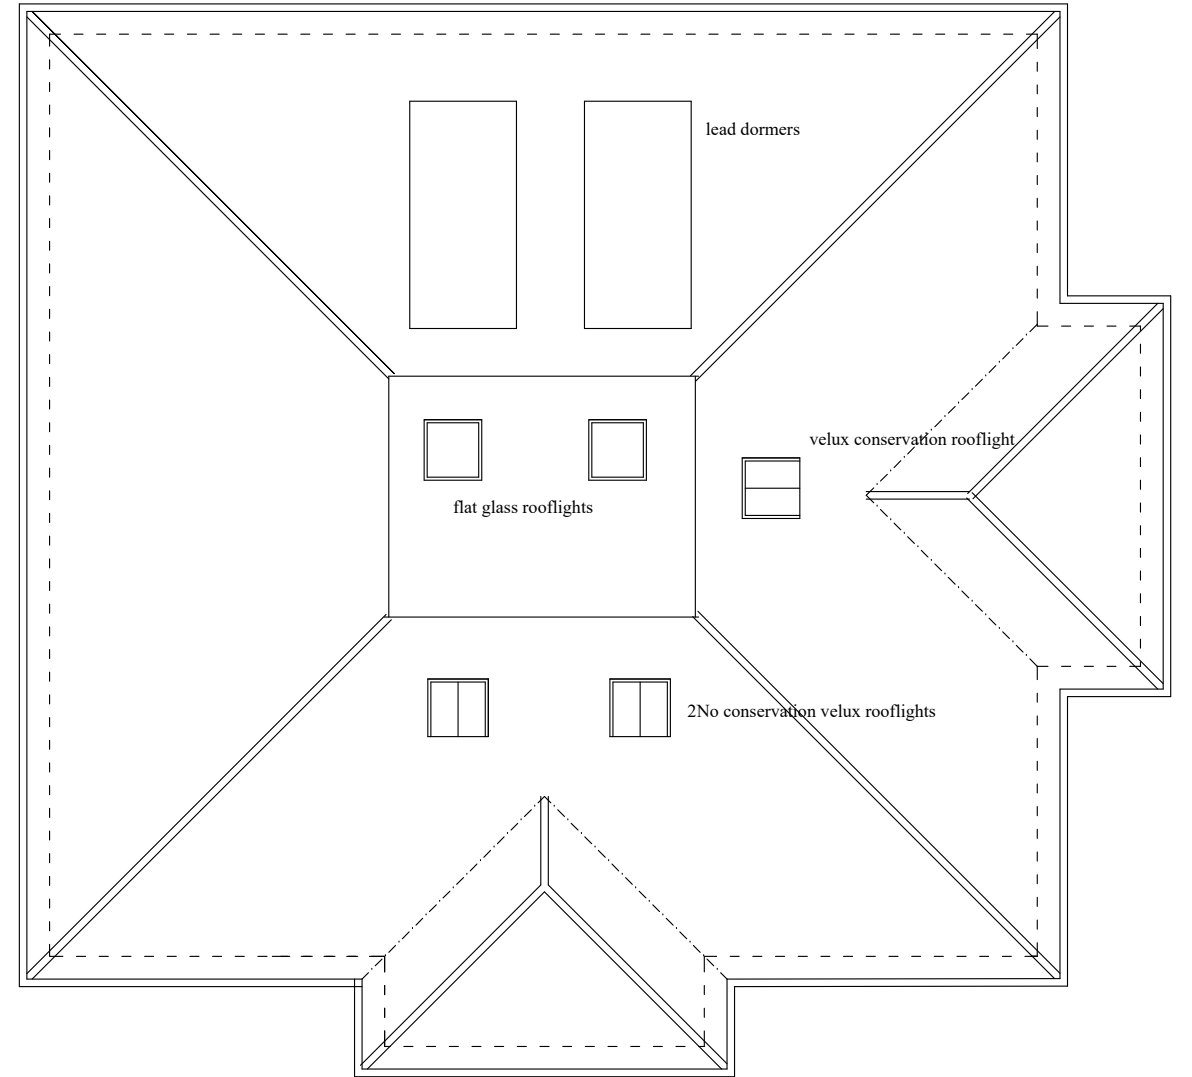 lead dormers
velux conservation rooflight
flat glass rooflights
2No conservation velux rooflights